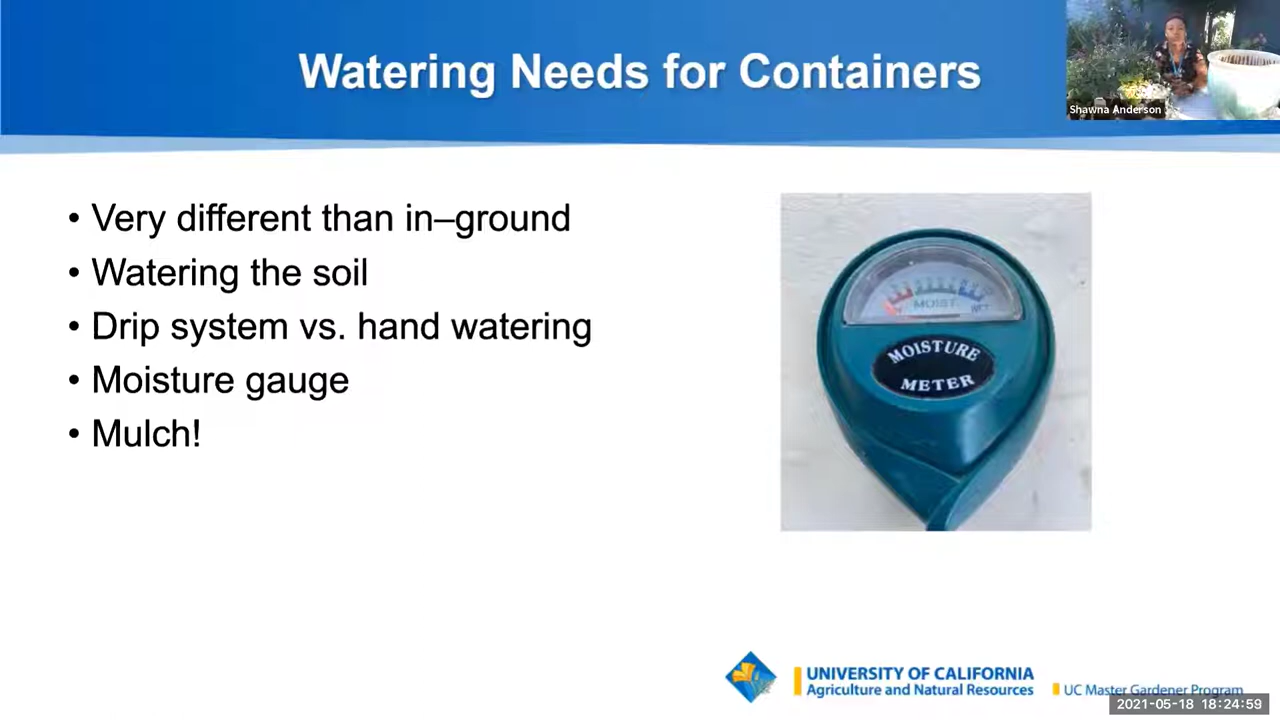 Watering Needs for Containers
Shawna Anderson
• Very different than in–ground
• Watering the soil
• Drip system vs. hand watering
• Moisture gauge
• Mulch!
MOIST
WET
MOISTURE
METER
UNIVERSITY OF CALIFORNIA
Agriculture and Natural Resources
UC Master Gardener Program
2021-05-18 18:24:59